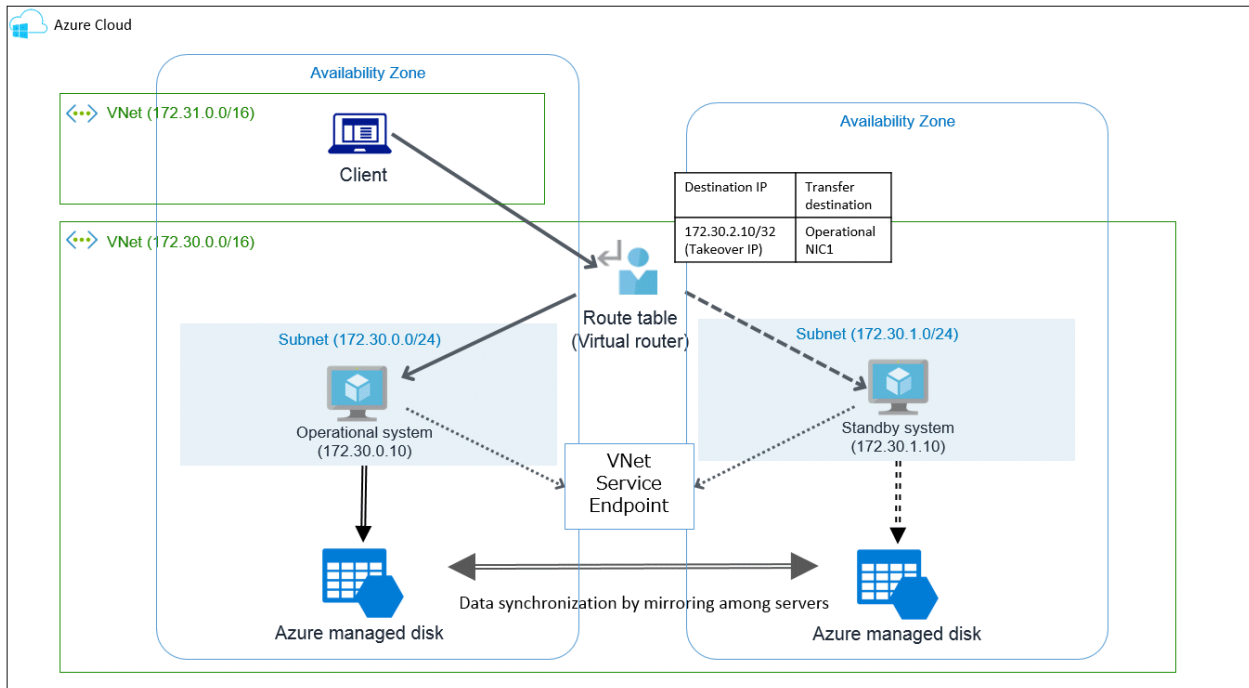 Azure Cloud
Availability Zone
VNet (172.31.0.0/16)
Client
Availability Zone
Destination IP
Transfer
destination
172.30.2.10/32
(Takeover IP)
Operational
NIC1
VNet (172.30.0.0/16)
Route table
(Virtual router)
Subnet (172.30.0.0/24)
Operational system
(172.30.0.10)
Subnet (172.30.1.0/24)
Standby system
(172.30.1.10)
VNet
Service
Endpoint
Data synchronization by mirroring among servers
Azure managed disk
Azure managed disk